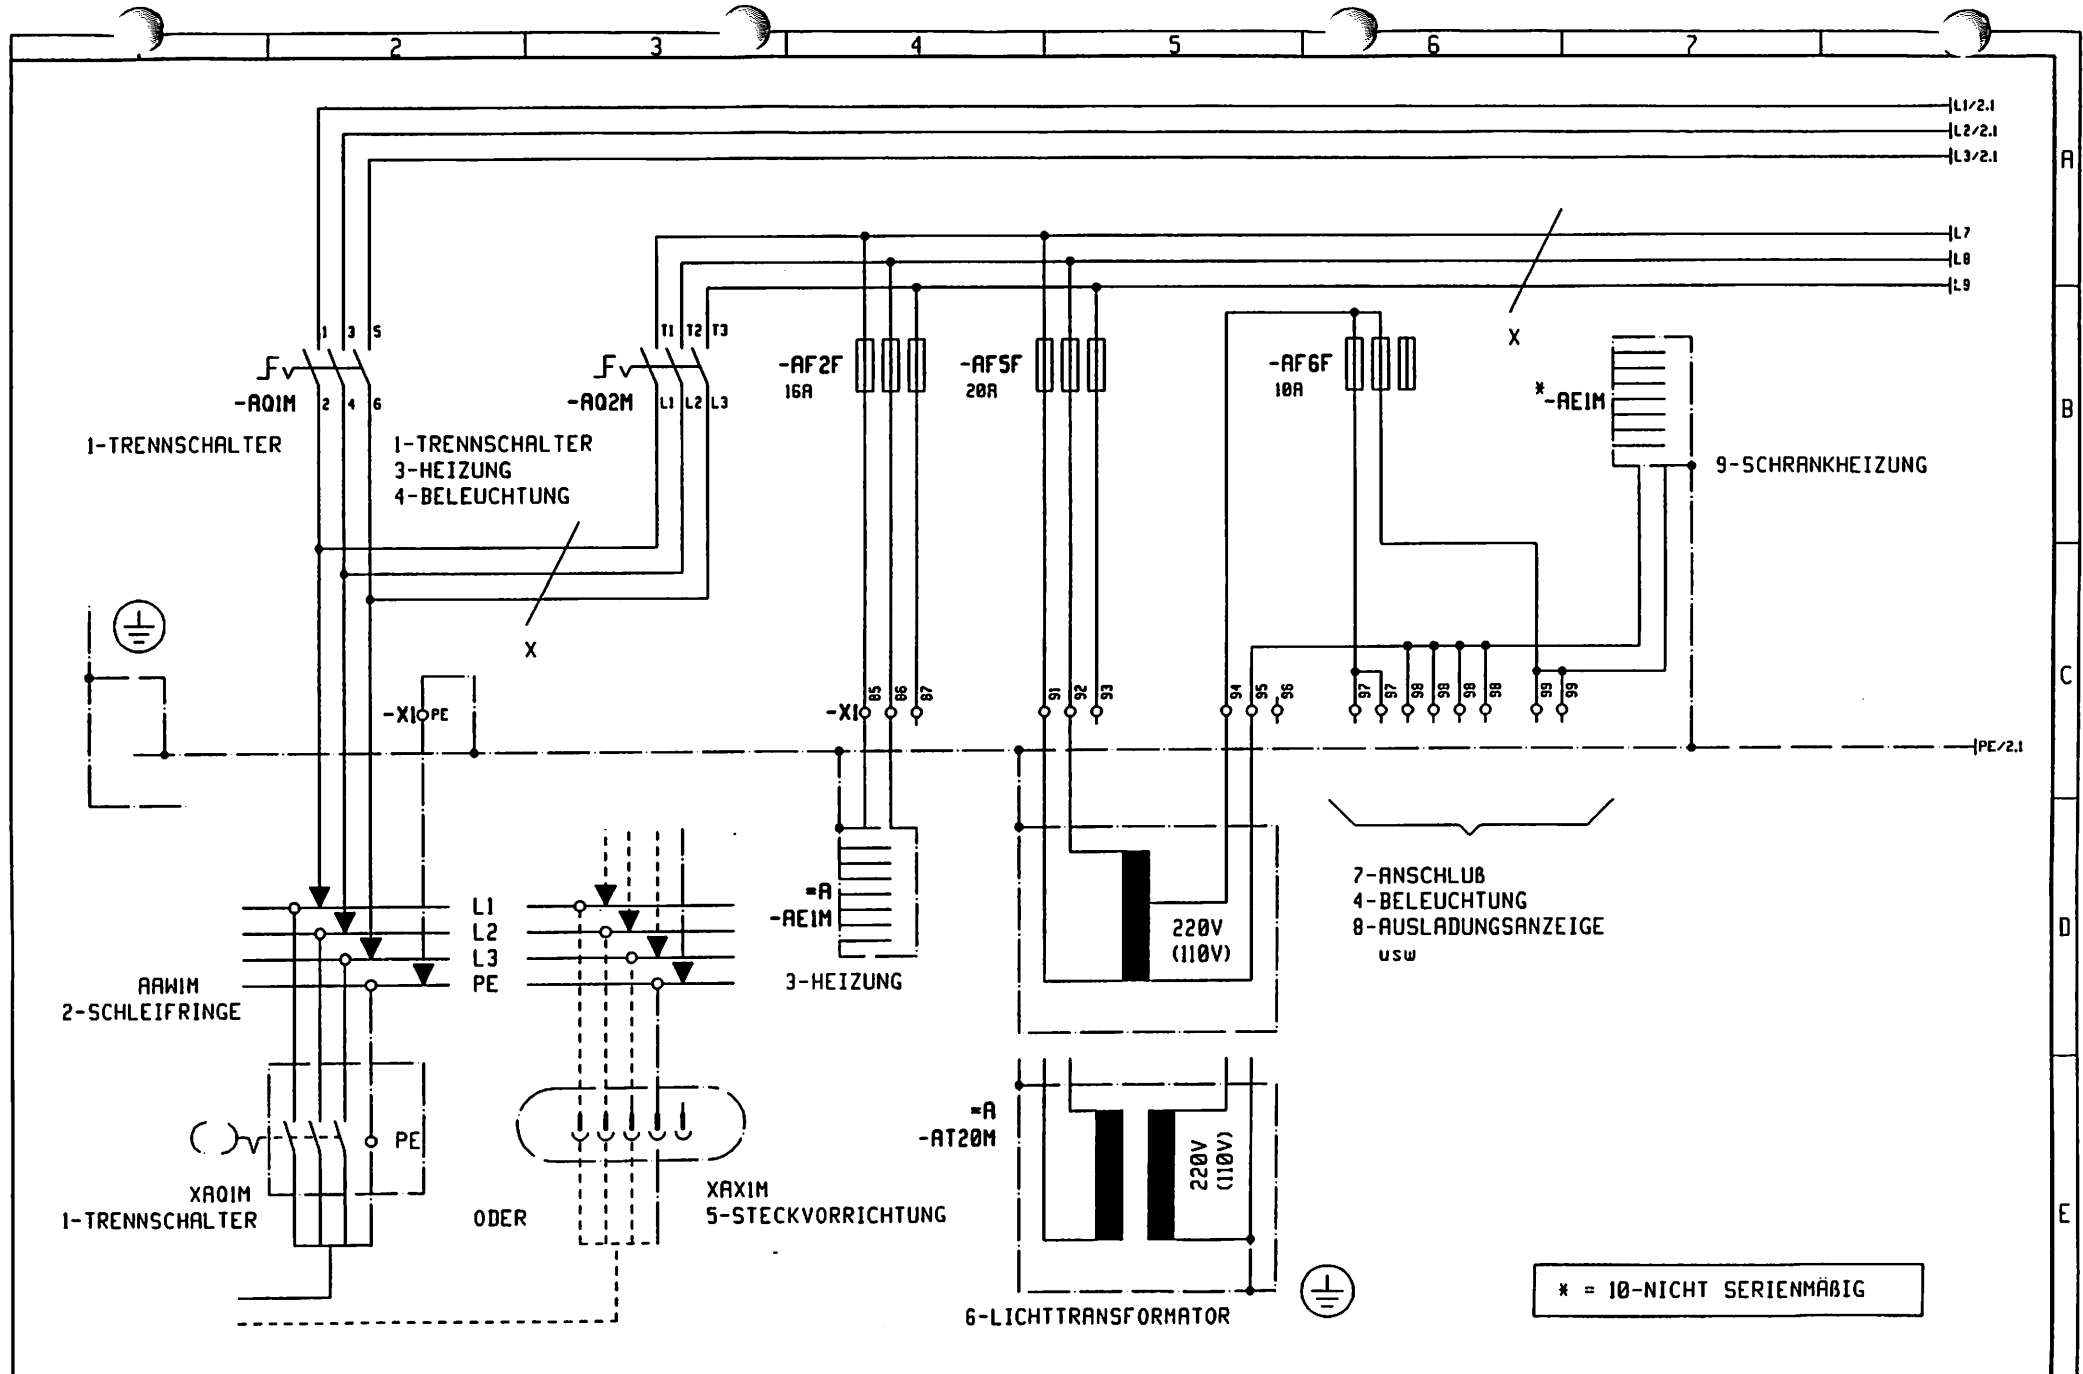 2 3 4 5 6 7
L1/2.1
L2/2.1
L3/2.1
A
L7
L8
L9
1 3 5
T1 T2 T3
X
-AF2F
16A
-AF5F
20A
-AF6F
10A
*-AE1M
-AQ1M
2 4 6
-AQ2M
L1 L2 L3
B
1-TRENNSCHALTER
1-TRENNSCHALTER
3-HEIZUNG
4-BELEUCHTUNG
9-SCHRANKHEIZUNG
X
C
-X1 PE
-X1 85 86 87
91 92 93
94 95 96
97 97 98 98 98 98 99 99
PE/2.1
7-ANSCHLUß
4-BELEUCHTUNG
8-AUSLADUNGSANZEIGE
usw
=A
-AE1M
3-HEIZUNG
220V
(110V)
D
L1
L2
L3
PE
AAW1M
2-SCHLEIFRINGE
PE
XAQ1M
1-TRENNSCHALTER
ODER
XAX1M
5-STECKVORRICHTUNG
=A
-AT20M
220V
(110V)
E
6-LICHTTRANSFORMATOR
* = 10-NICHT SERIENMÄßIG